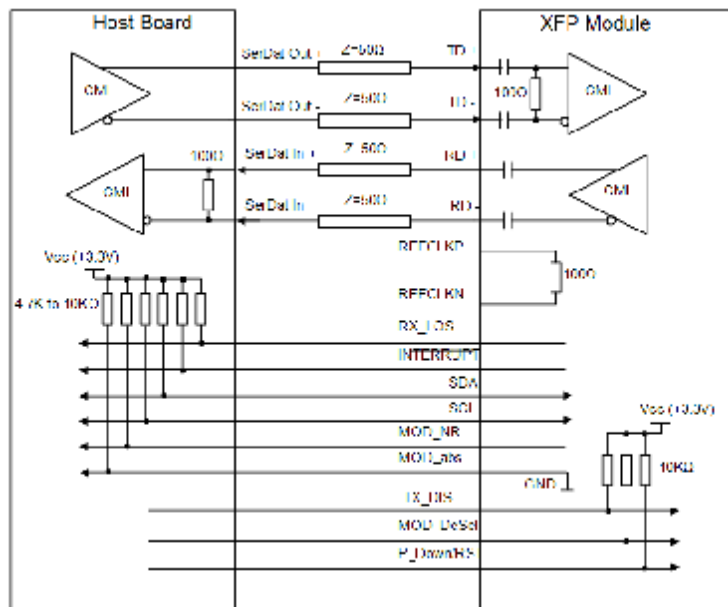 Host Board
XFP Module
SerDat Out +
Z=50Ω
TD +
CML
SerDat Out -
Z=50Ω
TD -
100Ω
CML
SerDat In +
Z=50Ω
RD +
100Ω
CML
SerDat In
Z=50Ω
RD -
CML
REFCLKP
100Ω
REFCLKN
Vcc (+3.3V)
4.7K to 10KΩ
RX_LOS
INTERRUPT
SDA
SCL
MOD_NR
MOD_abs
GND
Vcc (+3.3V)
10KΩ
TX_DIS
MOD_DeSel
P_Down/RS